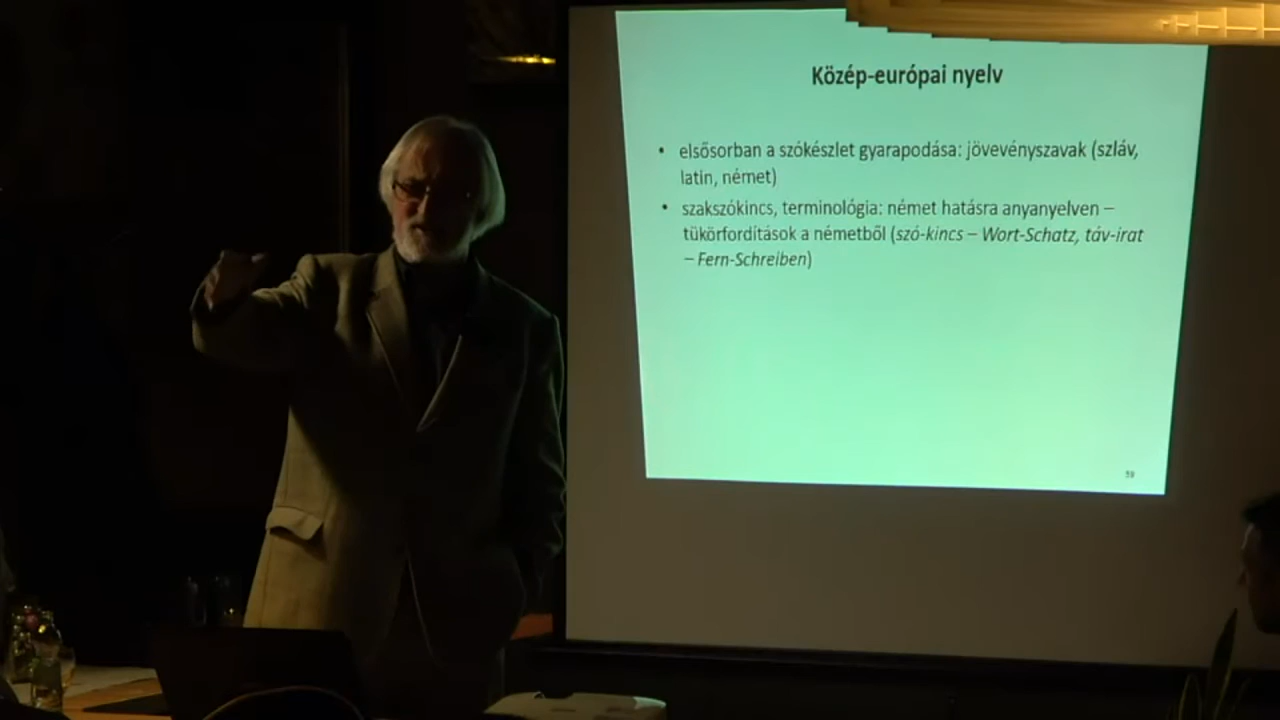 Közép-európai nyelv
• elsősorban a szókészlet gyarapodása: jövevényszavak (szláv,
latin, német)
• szakszókincs, terminológia: német hatásra anyanyelven –
tükörfordítások a németből (szó-kincs – Wort-Schatz, táv-irat
– Fern-Schreiben)